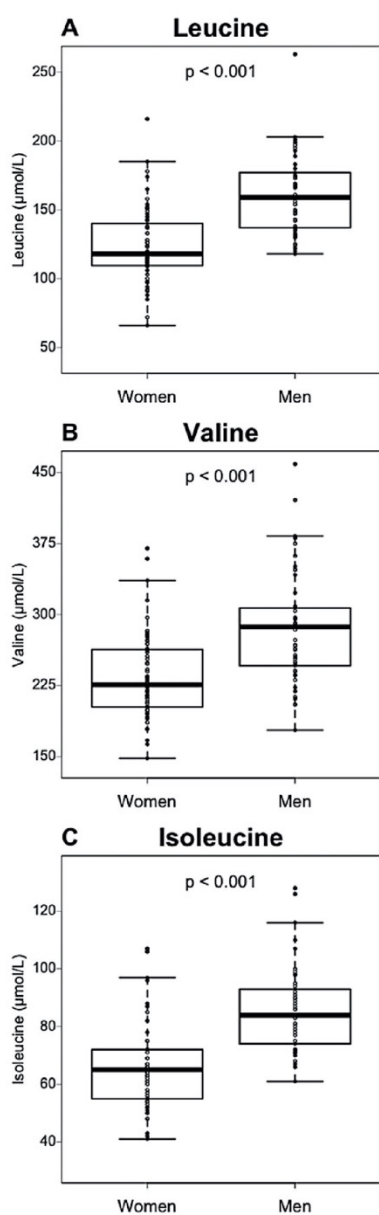 A Leucine
p < 0.001
250
200
150
100
50
Leucine (μmol/L)
Women Men
B Valine
p < 0.001
450
375
300
225
150
Valine (μmol/L)
Women Men
C Isoleucine
p < 0.001
120
100
80
60
40
Isoleucine (μmol/L)
Women Men